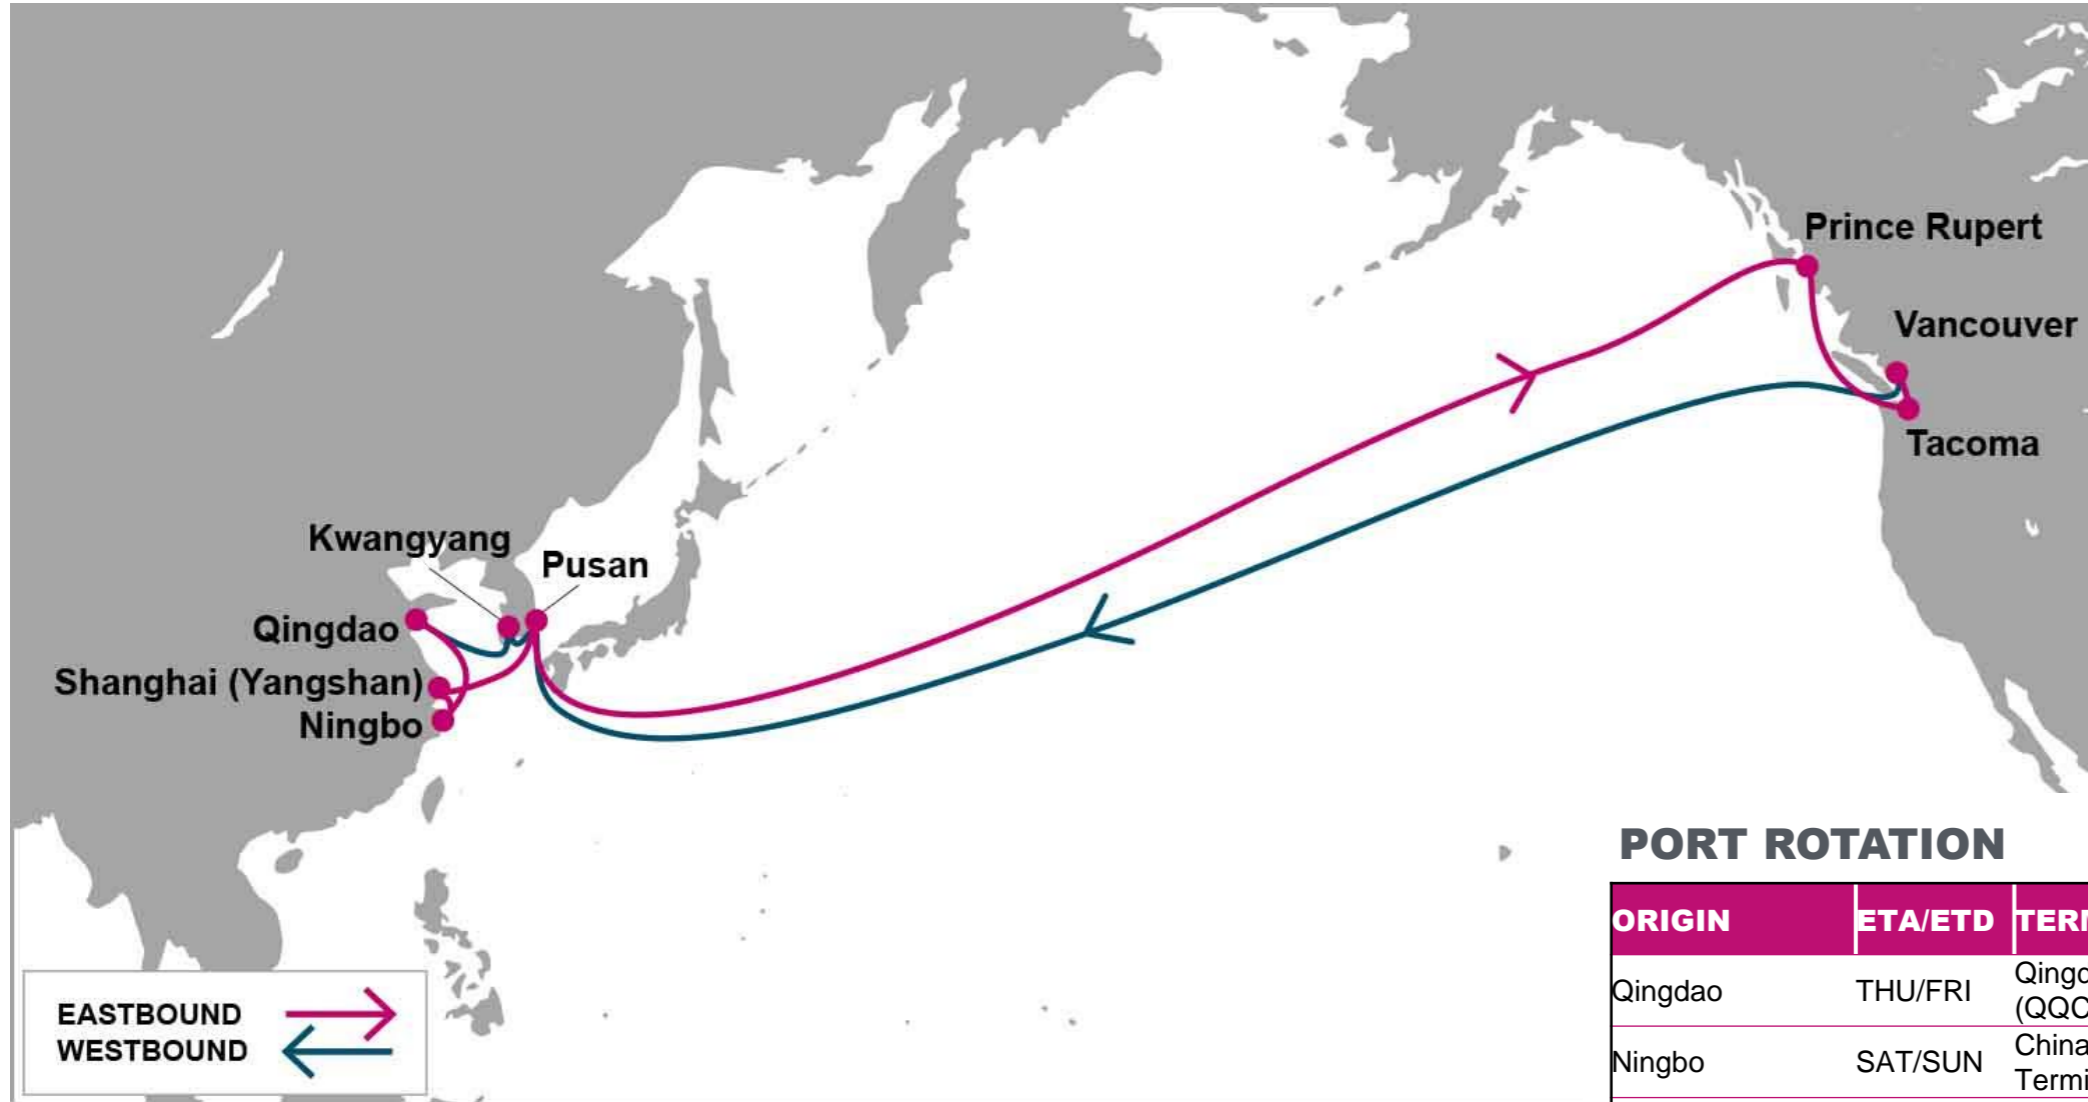 Prince Rupert
Vancouver
Tacoma
Kwangyang
Pusan
Qingdao
Shanghai (Yangshan)
Ningbo
EASTBOUND
WESTBOUND
PORT ROTATION
ORIGIN ETA/ETD
Qingdao THU/FRI
Ningbo SAT/SUN China